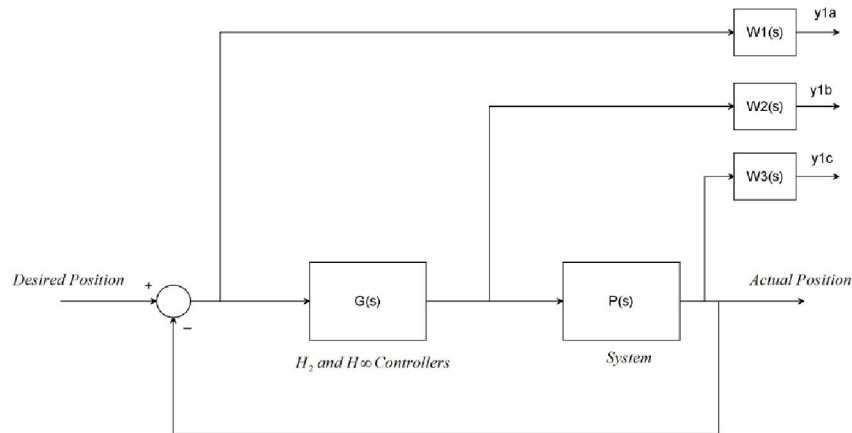 y1a
W1(s)
y1b
W2(s)
y1c
W3(s)
Desired Position
+
Actual Position
G(s)
P(s)
−
H₂ and H∞ Controllers
System